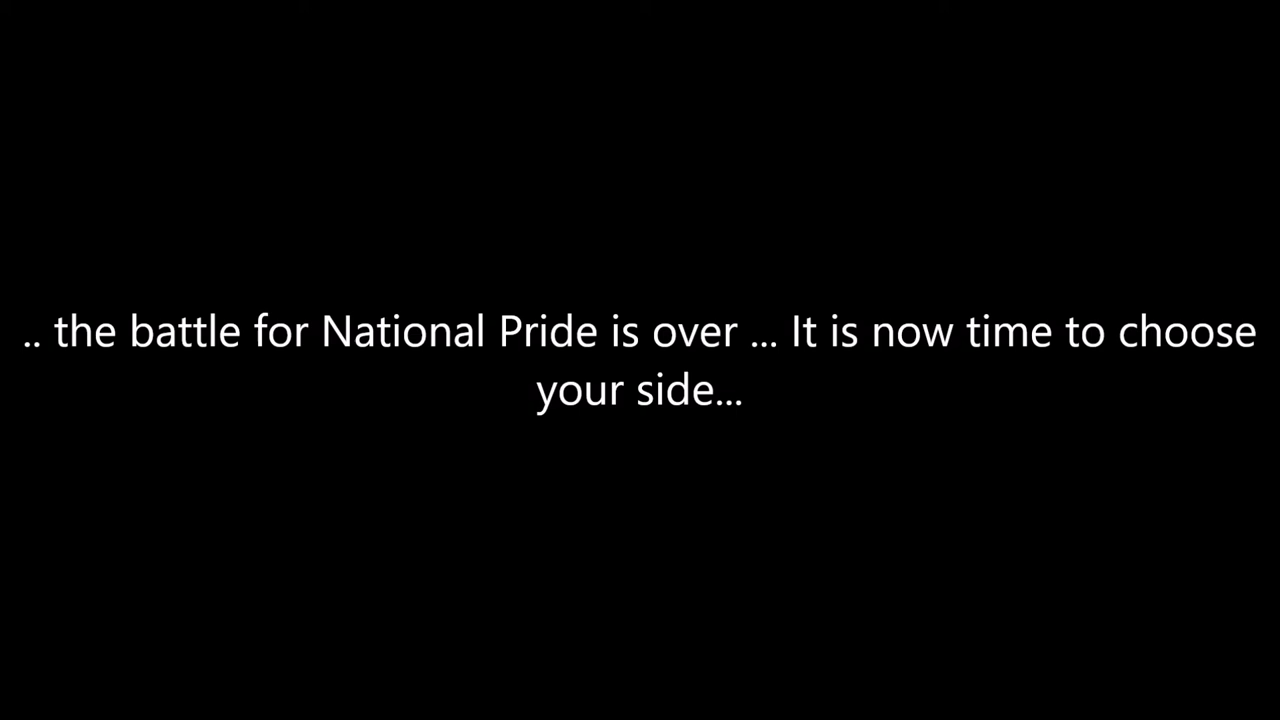 .. the battle for National Pride is over ... It is now time to choose
your side...